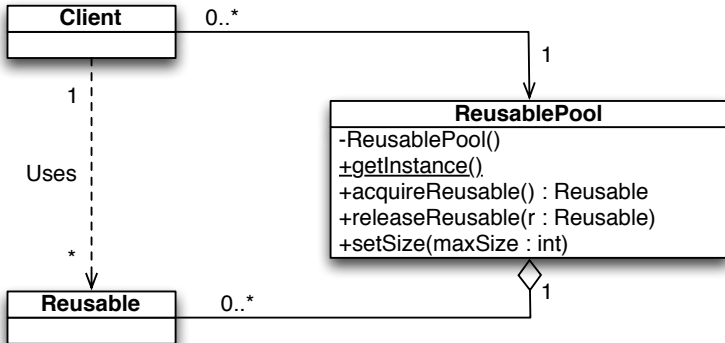 Client
0..*
1
1
ReusablePool
-ReusablePool()
+getInstance()
+acquireReusable() : Reusable
+releaseReusable(r : Reusable)
+setSize(maxSize : int)
Uses
*
Reusable
0..*
1